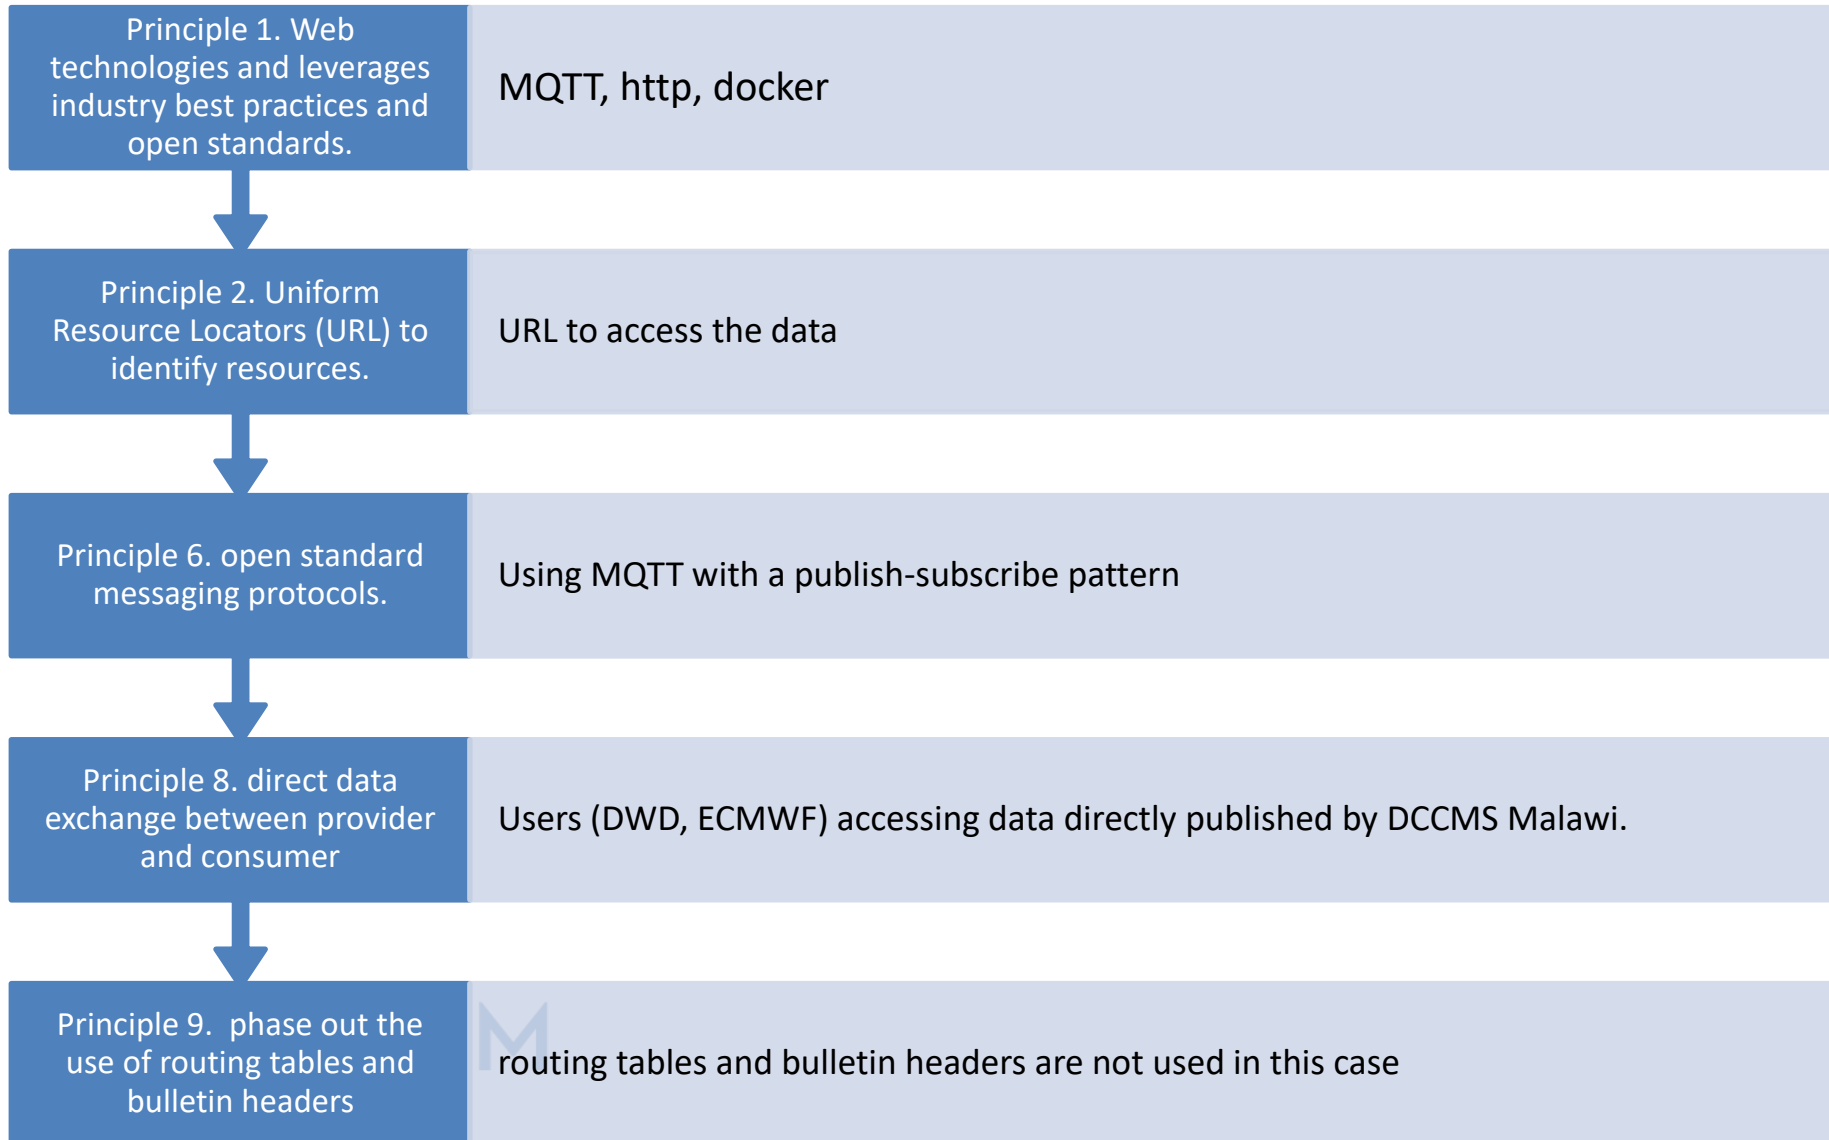 Principle 1. Web
technologies and leverages
industry best practices and
open standards.
MQTT, http, docker
Principle 2. Uniform
Resource Locators (URL) to
identify resources.
URL to access the data
Principle 6. open standard
messaging protocols.
Using MQTT with a publish-subscribe pattern
Principle 8. direct data
exchange between provider
and consumer
Users (DWD, ECMWF) accessing data directly published by DCCMS Malawi.
Principle 9.  phase out the
use of routing tables and
bulletin headers
M
routing tables and bulletin headers are not used in this case